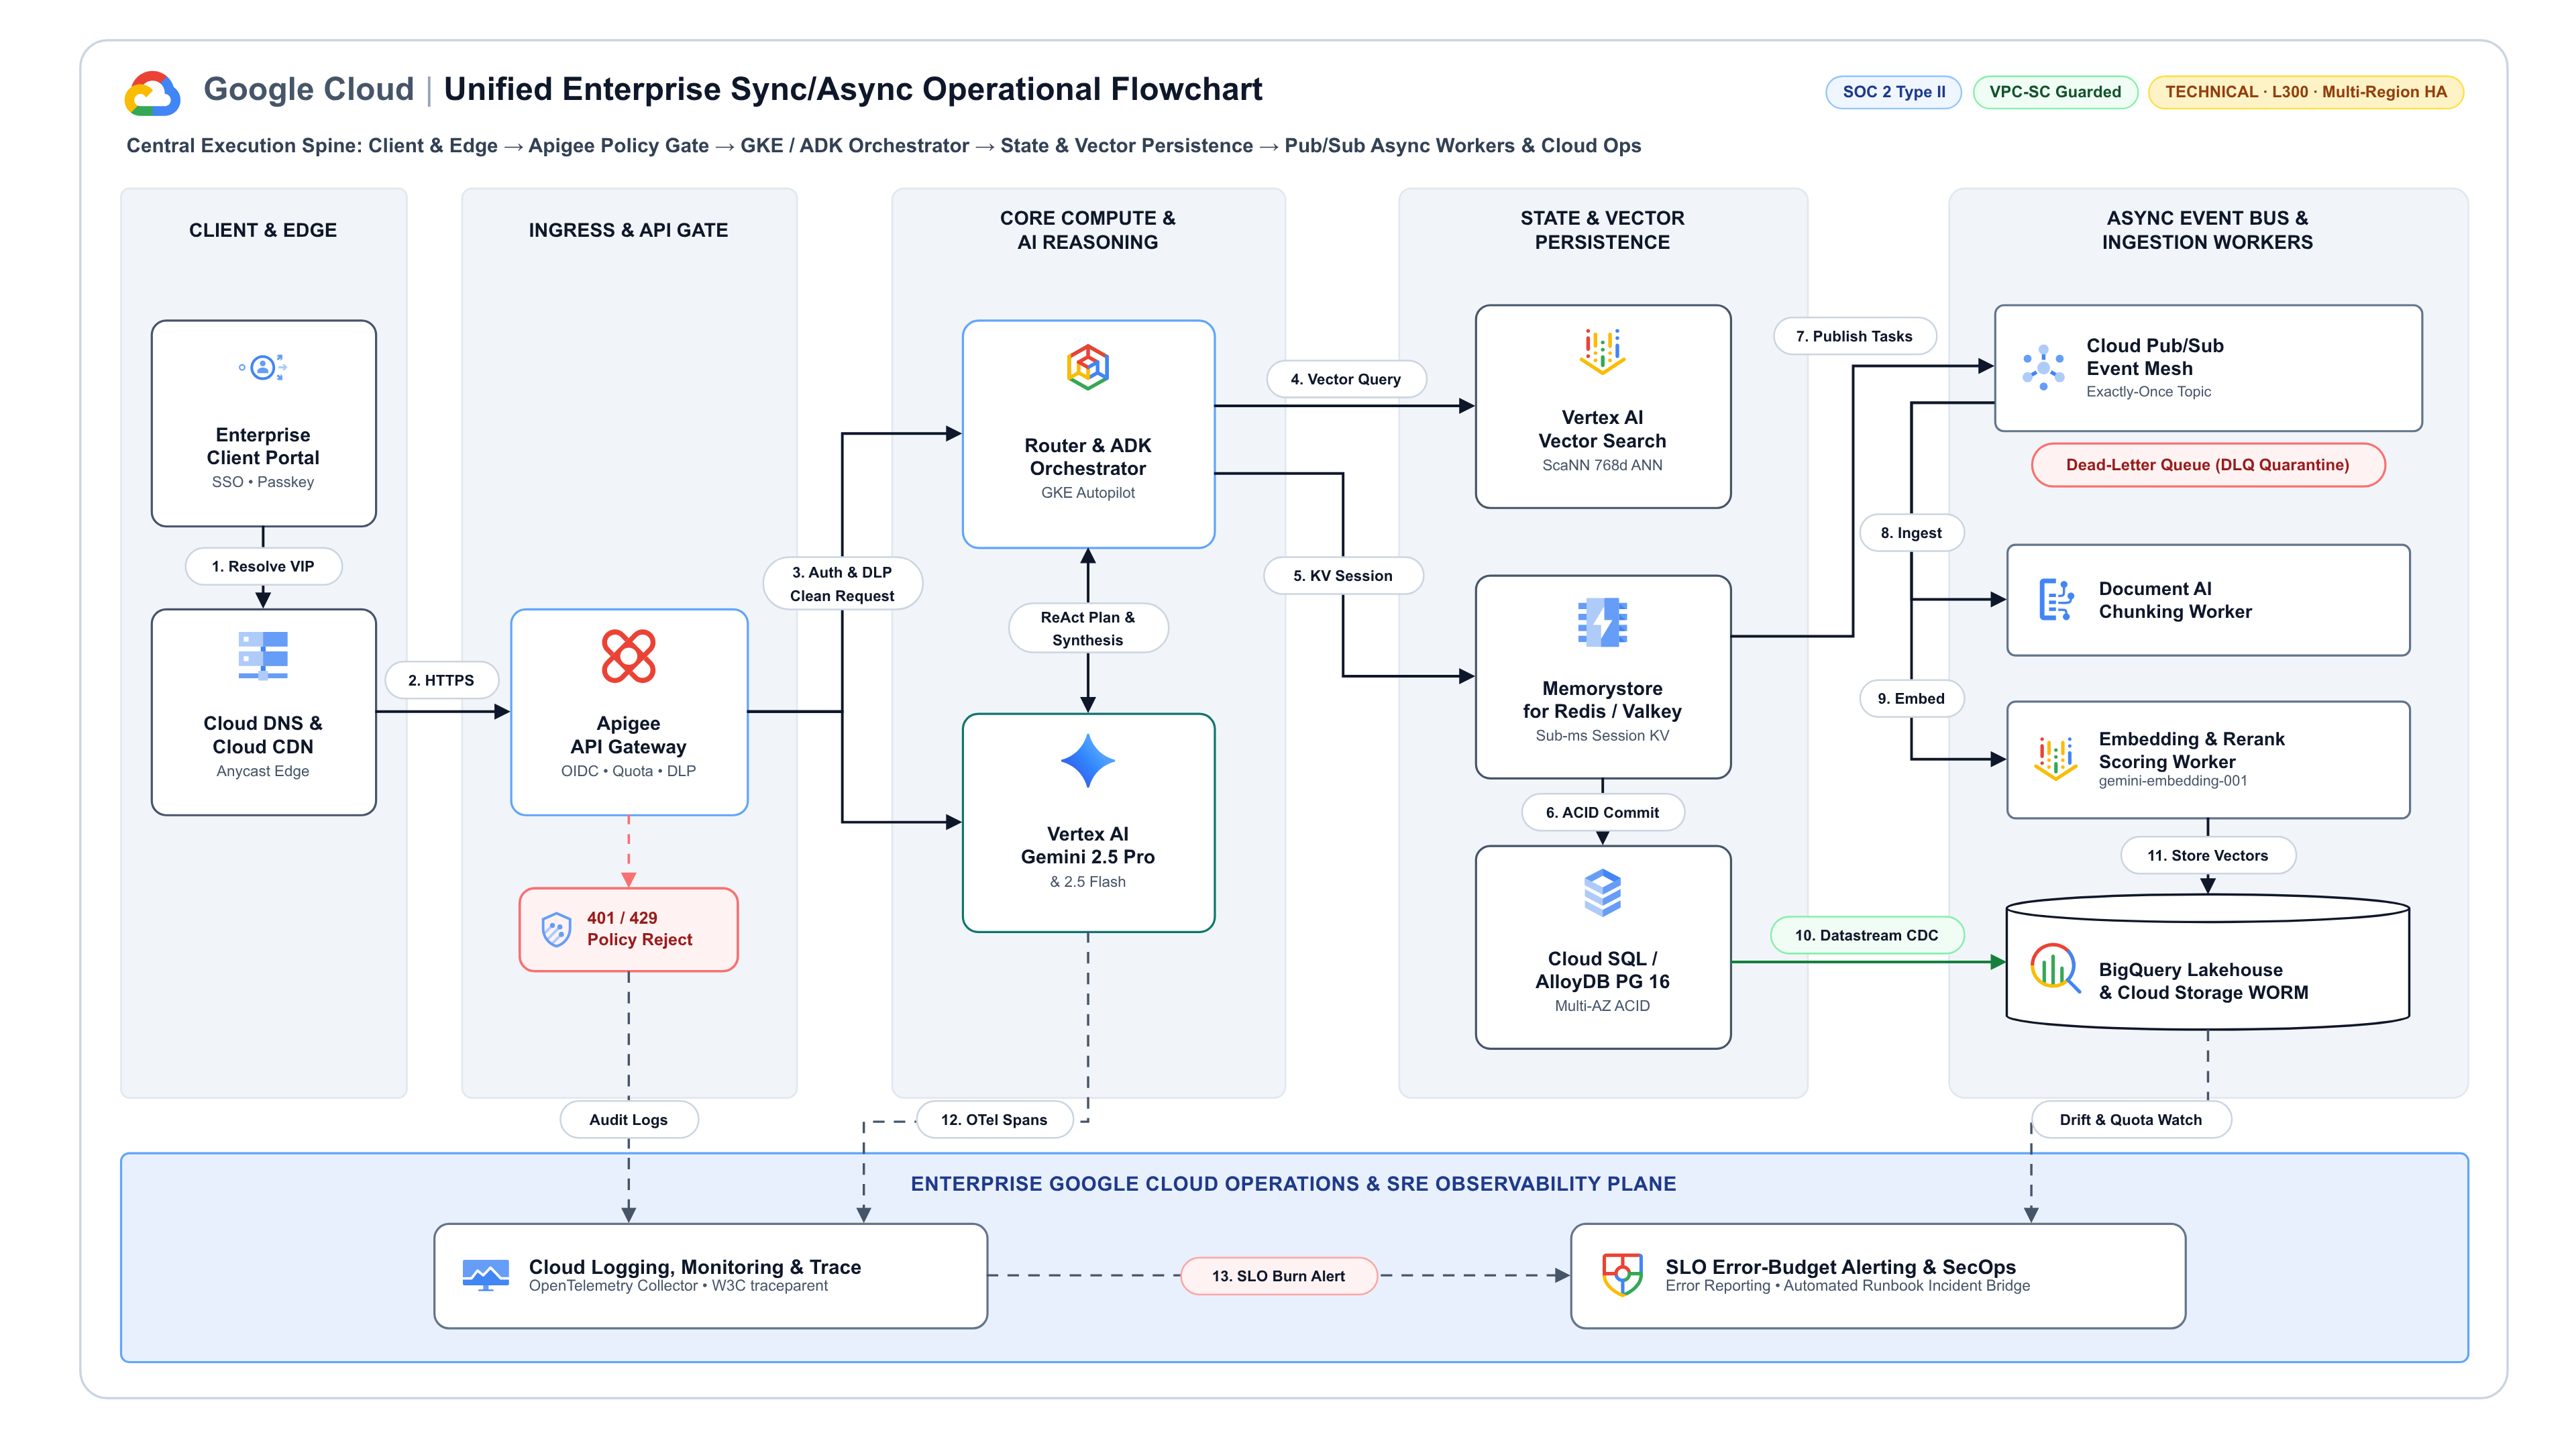 Google Cloud | Unified Enterprise Sync/Async Operational Flowchart
SOC 2 Type II
VPC-SC Guarded
TECHNICAL · L300 · Multi-Region HA
Central Execution Spine: Client & Edge → Apigee Policy Gate → GKE / ADK Orchestrator → State & Vector Persistence → Pub/Sub Async Workers & Cloud Ops
CLIENT & EDGE
Enterprise
Client Portal
SSO • Passkey
1. Resolve VIP
Cloud DNS &
Cloud CDN
Anycast Edge
2. HTTPS
INGRESS & API GATE
Apigee
API Gateway
OIDC • Quota • DLP
401 / 429
Policy Reject
Audit Logs
3. Auth & DLP
Clean Request
CORE COMPUTE &
AI REASONING
Router & ADK
Orchestrator
GKE Autopilot
ReAct Plan &
Synthesis
Vertex AI
Gemini 2.5 Pro
& 2.5 Flash
12. OTel Spans
4. Vector Query
5. KV Session
STATE & VECTOR
PERSISTENCE
Vertex AI
Vector Search
ScaNN 768d ANN
Memorystore
for Redis / Valkey
Sub-ms Session KV
6. ACID Commit
Cloud SQL /
AlloyDB PG 16
Multi-AZ ACID
7. Publish Tasks
8. Ingest
9. Embed
10. Datastream CDC
ASYNC EVENT BUS &
INGESTION WORKERS
Cloud Pub/Sub
Event Mesh
Exactly-Once Topic
Dead-Letter Queue (DLQ Quarantine)
Document AI
Chunking Worker
Embedding & Rerank
Scoring Worker
gemini-embedding-001
11. Store Vectors
BigQuery Lakehouse
& Cloud Storage WORM
Drift & Quota Watch
ENTERPRISE GOOGLE CLOUD OPERATIONS & SRE OBSERVABILITY PLANE
Cloud Logging, Monitoring & Trace
OpenTelemetry Collector • W3C traceparent
13. SLO Burn Alert
SLO Error-Budget Alerting & SecOps
Error Reporting • Automated Runbook Incident Bridge